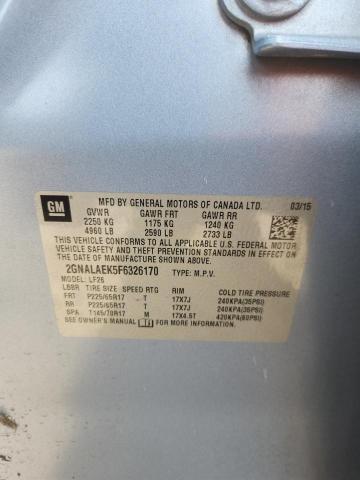 GM
MFD BY GENERAL MOTORS OF CANADA LTD. 03/15
GVWR GAWR FRT GAWR RR
2250 KG 1175 KG 1240 KG
4960 LB 2590 LB 2733 LB
THIS VEHICLE CONFORMS TO ALL APPLICABLE U.S. FEDERAL MOTOR
VEHICLE SAFETY, BUMPER, AND THEFT PREVENTION STANDARDS IN EFFECT ON
THE DATE OF MANUFACTURE SHOWN ABOVE.
2GNALAEK5F6326170 TYPE: M.P.V.
MODEL: LF26
LBBR TIRE SIZE SPEED RTG RIM COLD TIRE PRESSURE
FRT P225/65R17 T 17X7J 240KPA(35PSI)
RR P225/65R17 T 17X7J 240KPA(35PSI)
SPA T145/70R17 M 17X4.5T 420KPA(60PSI)
SEE OWNER'S MANUAL FOR MORE INFORMATION.